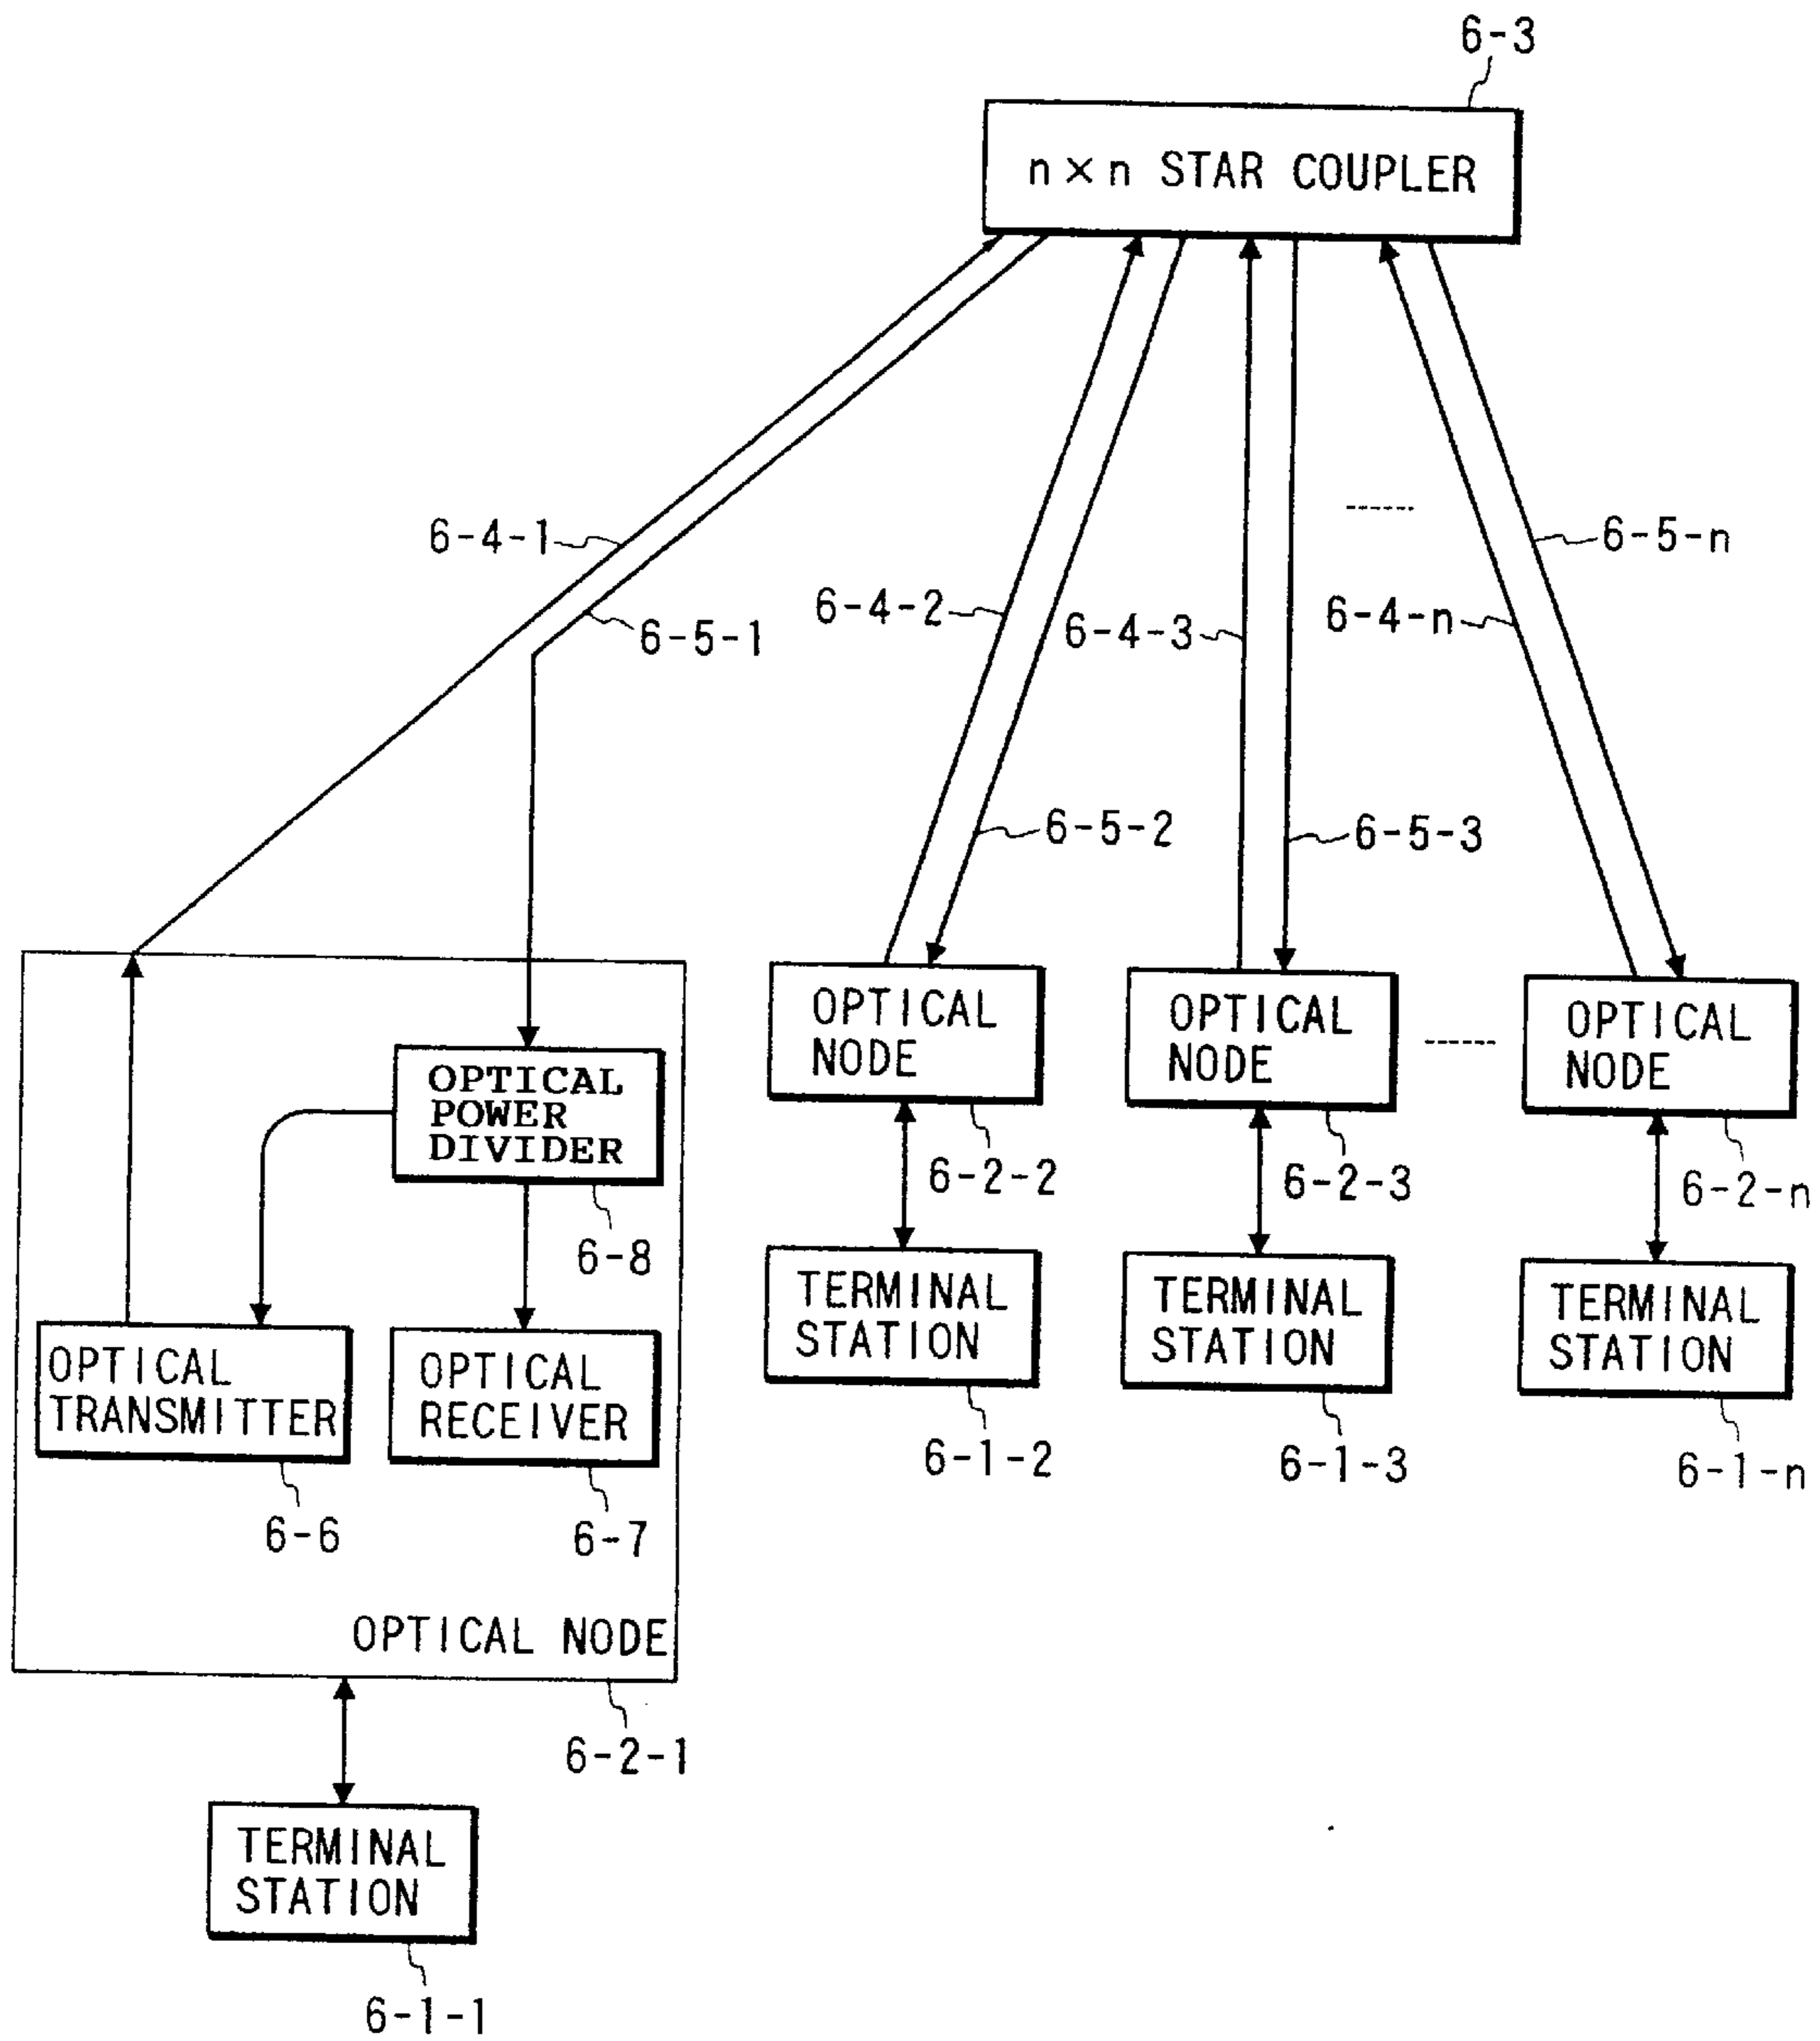 6-3
n×n STAR COUPLER
6-4-1
6-5-1
6-4-2
6-4-3
6-4-n
6-5-n
6-5-2
6-5-3
OPTICAL
POWER
DIVIDER
6-8
OPTICAL
TRANSMITTER
6-6
OPTICAL
RECEIVER
6-7
OPTICAL NODE
6-2-1
TERMINAL
STATION
6-1-1
OPTICAL
NODE
6-2-2
TERMINAL
STATION
6-1-2
OPTICAL
NODE
6-2-3
TERMINAL
STATION
6-1-3
OPTICAL
NODE
6-2-n
TERMINAL
STATION
6-1-n